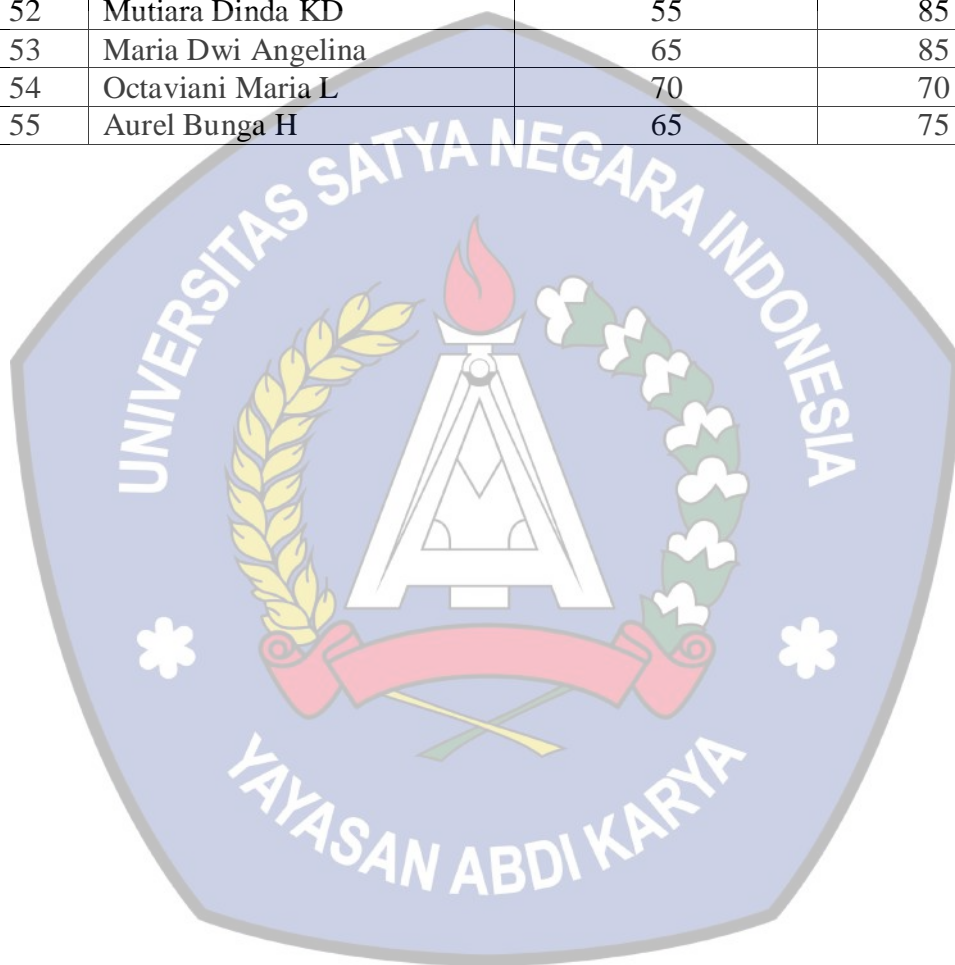 52 Mutiara Dinda KD 55 85
53 Maria Dwi Angelina 65 85
54 Octaviani Maria L 70 70
55 Aurel Bunga H 65 75
UNIVERSITAS SATYA NEGARA INDONESIA
YAYASAN ABDI KARYA